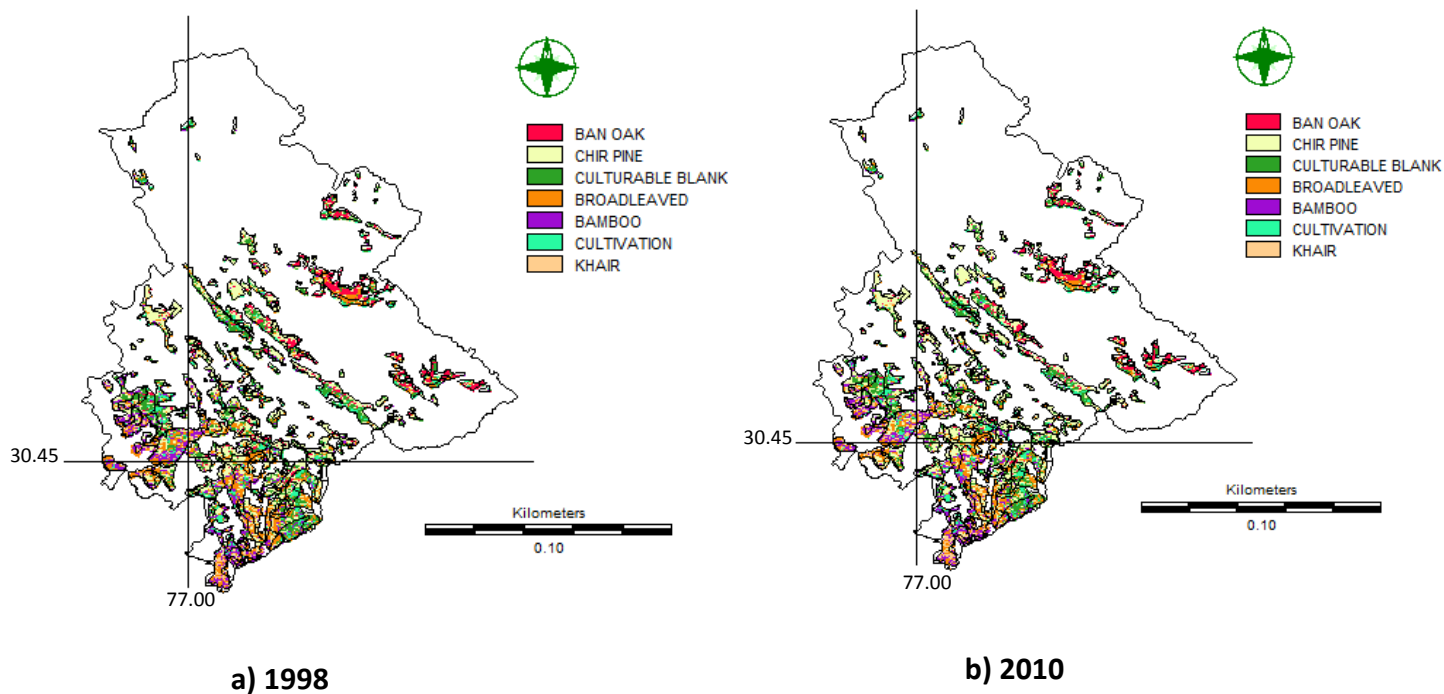 BAN OAK
CHIR PINE
CULTURABLE BLANK
BROADLEAVED
BAMBOO
CULTIVATION
KHAIR
30.45
Kilometers
0.10
77.00
a) 1998
BAN OAK
CHIR PINE
CULTURABLE BLANK
BROADLEAVED
BAMBOO
CULTIVATION
KHAIR
30.45
Kilometers
0.10
77.00
b) 2010